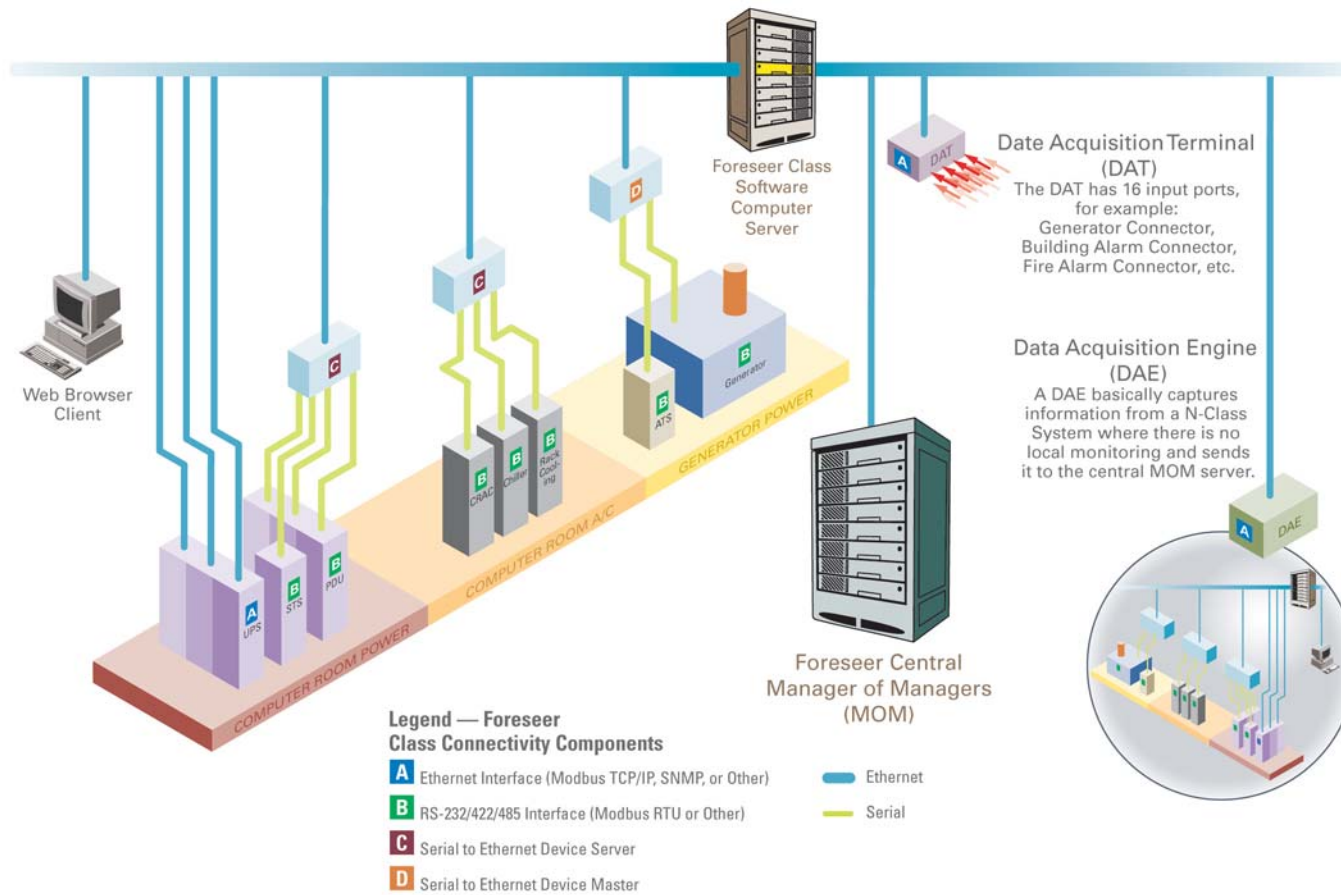 Foreseer Class
Software
Computer
Server
A
DAT
Date Acquisition Terminal
(DAT)
The DAT has 16 input ports,
for example:
Generator Connector,
Building Alarm Connector,
Fire Alarm Connector, etc.
D
C
C
Web Browser
Client
B
Generator
B
ATS
GENERATOR POWER
B
CRAC
B
Chiller
B
Rack
Cool-
ing
COMPUTER ROOM A/C
A
UPS
B
STS
B
PDU
COMPUTER ROOM POWER
Data Acquisition Engine
(DAE)
A DAE basically captures
information from a N-Class
System where there is no
local monitoring and sends
it to the central MOM server.
A
DAE
Foreseer Central
Manager of Managers
(MOM)
Legend — Foreseer
Class Connectivity Components
A Ethernet Interface (Modbus TCP/IP, SNMP, or Other)
B RS-232/422/485 Interface (Modbus RTU or Other)
C Serial to Ethernet Device Server
D Serial to Ethernet Device Master
Ethernet
Serial